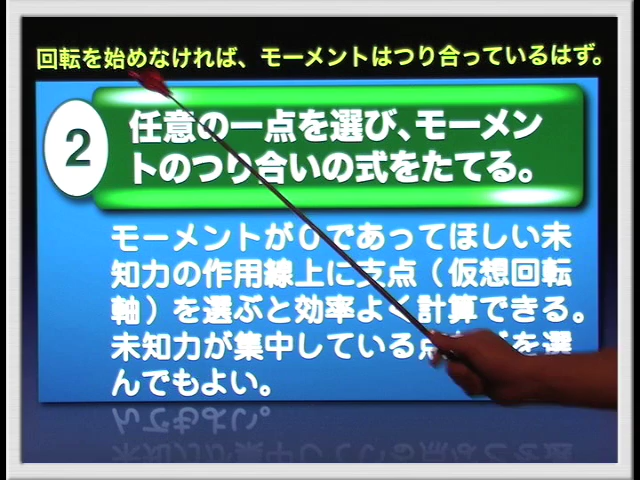 回転を始めなければ、モーメントはつり合っているはず。
2
任意の一点を選び、モーメン
トのつり合いの式をたてる。
モーメントが0であってほしい未
知力の作用線上に支点（仮想回転
軸）を選ぶと効率よく計算できる。
未知力が集中している点を選
んでもよい。